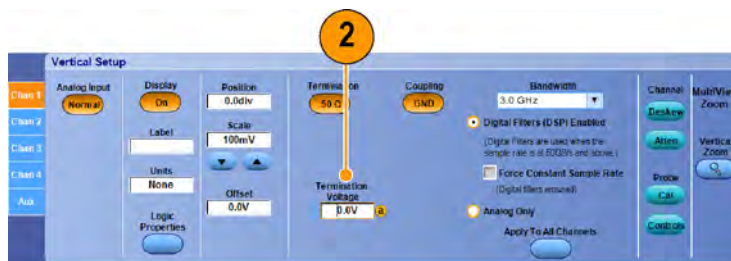 2
Vertical Setup
Chan 1
Chan 2
Chan 3
Chan 4
Aux
Analog Input
Normal
Display
On
Label
Units
None
Logic
Properties
Position
0.0div
Scale
100mV
Offset
0.0V
Termination
50 Ω
Termination
Voltage
0.0V
a
Coupling
GND
Bandwidth
3.0 GHz
Digital Filters (DSP) Enabled
(Digital Filters are used when the
sample rate is at 50GS/s and above.)
Force Constant Sample Rate
(Digital filters ensured)
Analog Only
Apply To All Channels
Channel
Deskew
Atten
Probe
Cal
Controls
MultiView
Zoom
Vertical
Zoom